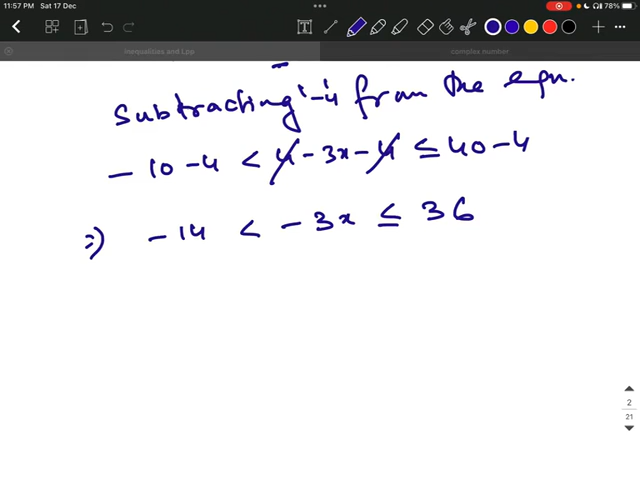 11:57 PM Sat 17 Dec
78%
Inequalities and Lpp
complex number
Subtracting '-4' from the eqn.
- 10 - 4 < 4 - 3x - 4 ≤ 40 - 4
⇒) - 14 < - 3x ≤ 36
2
21